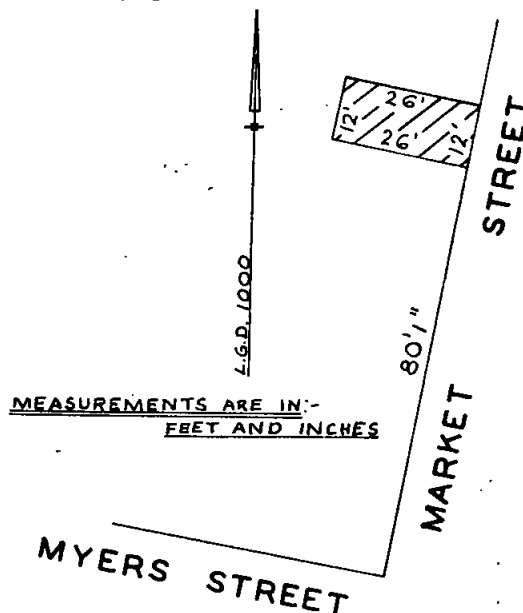 26'
12'
12'
26'
STREET
80'1"
L.G.D. 1000
MEASUREMENTS ARE IN:-
FEET AND INCHES
MARKET
MYERS STREET